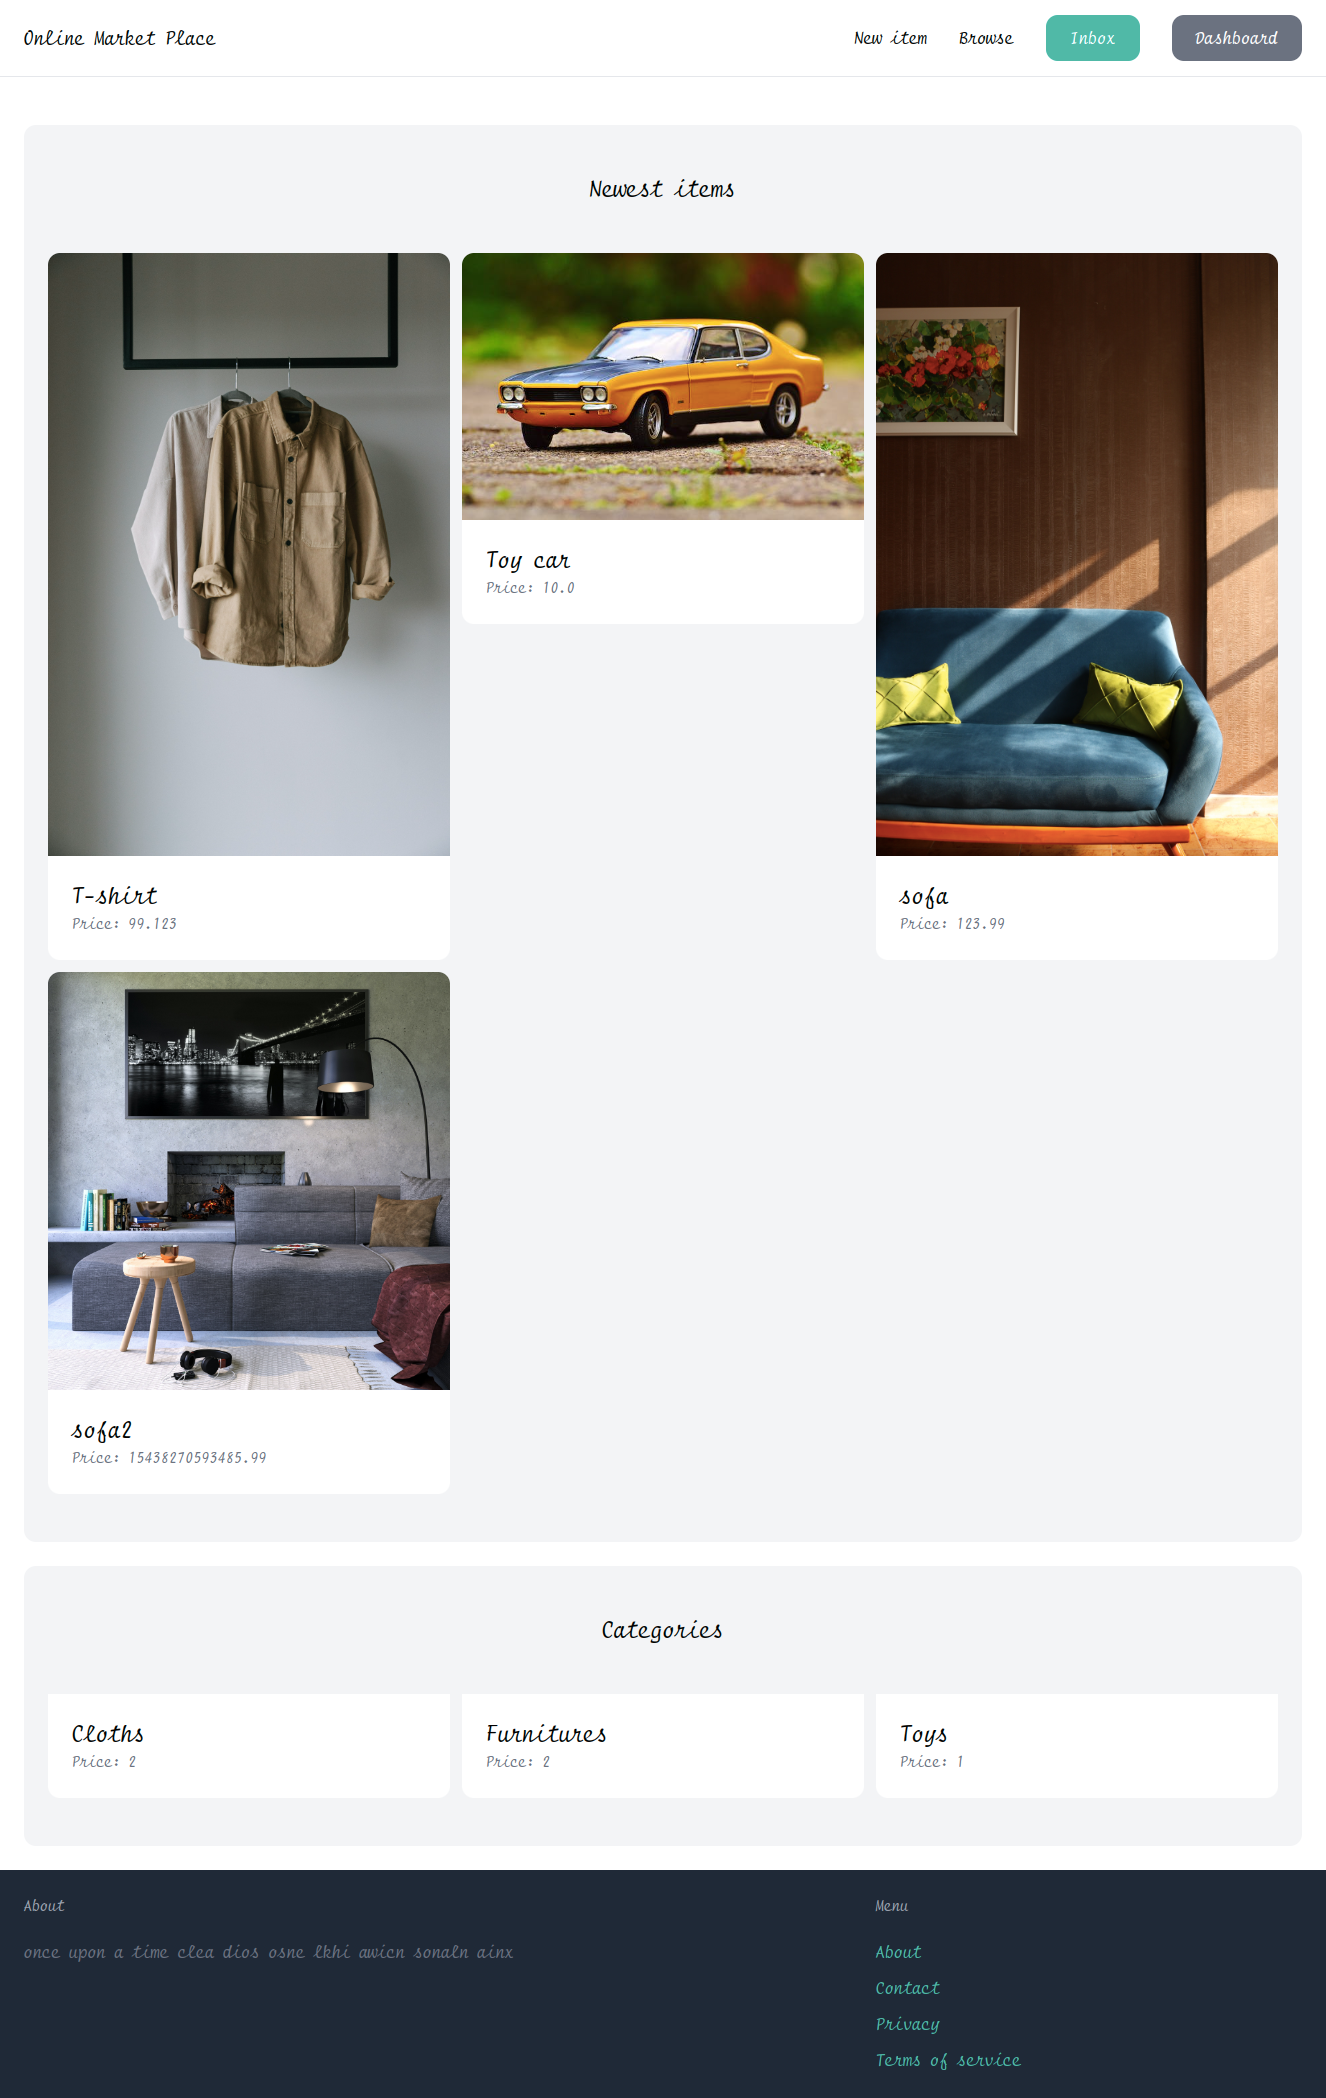 Online Market Place
New item
Browse
Inbox
Dashboard
Newest items
T-shirt
Price: 99.123
Toy car
Price: 10.0
sofa
Price: 123.99
sofa2
Price: 15438270593485.99
Categories
Cloths
Price: 2
Furnitures
Price: 2
Toys
Price: 1
About
once upon a time clea dios osne lkhi awicn sonaln ainx
Menu
About
Contact
Privacy
Terms of service